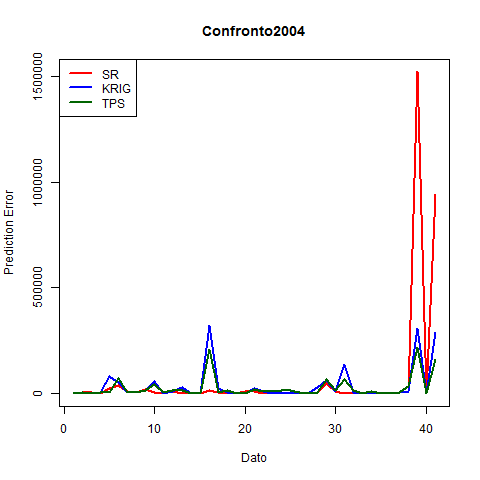 Confronto2004
SR
KRIG
TPS
Prediction Error
1500000
1000000
500000
0
0 10 20 30 40
Dato